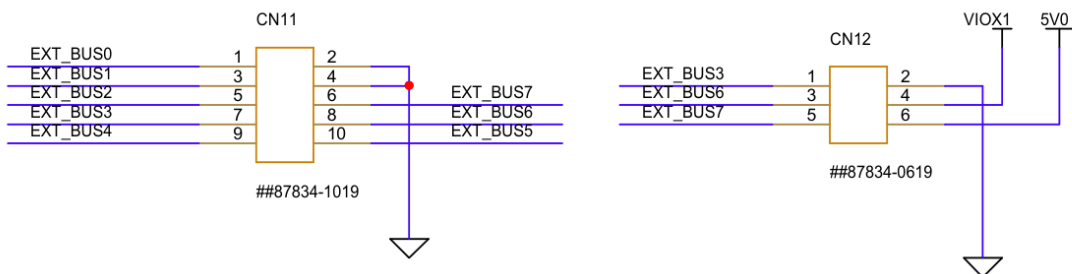 CN11
EXT_BUS0 1 2
EXT_BUS1 3 4
EXT_BUS2 5 6 EXT_BUS7
EXT_BUS3 7 8 EXT_BUS6
EXT_BUS4 9 10 EXT_BUS5
##87834-1019
VIOX1 5V0
CN12
EXT_BUS3 1 2
EXT_BUS6 3 4
EXT_BUS7 5 6
##87834-0619